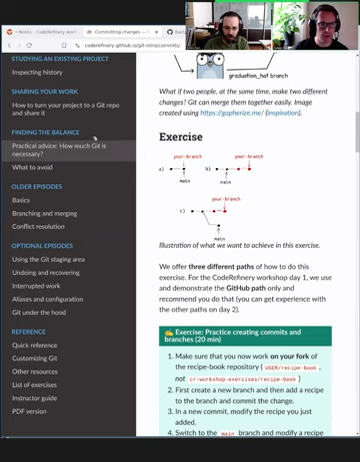 Notes - Rotterdam
Committing changes —
coderefinery.github.io/git-intro/commits/
STUDYING AN EXISTING PROJECT
Inspecting history
SHARING YOUR WORK
How to turn your project to a Git repo
and share it
FINDING THE BALANCE
Practical advice: How much Git is
necessary?
What to avoid
OLDER EPISODES
Basics
Branching and merging
Conflict resolution
OPTIONAL EPISODES
Using the Git staging area
Undoing and recovering
Interrupted work
Aliases and configuration
Git under the hood
REFERENCE
Quick reference
Customizing Git
Other resources
List of exercises
Instructor guide
PDF version
graduation_hat branch
What if two people, at the same time, make two different
changes? Git can merge them together easily. Image
created using https://gopherize.me/ (inspiration).
Exercise
your-branch
your-branch
a)
b)
main
main
your-branch
c)
main
Illustration of what we want to achieve in this exercise.
We offer three different paths of how to do this
exercise. For the CodeRefinery workshop day 1, we use
and demonstrate the GitHub path only and
recommend you do that (you can get experience with
the other paths on day 2).
Exercise: Practice creating commits and
branches (20 min)
1. Make sure that you now work on your fork of
the recipe-book repository ( USER/recipe-book ,
not cr-workshop-exercises/recipe-book )
2. First create a new branch and then add a recipe
to the branch and commit the change.
3. In a new commit, modify the recipe you just
added.
4. Switch to the main branch and modify a recipe